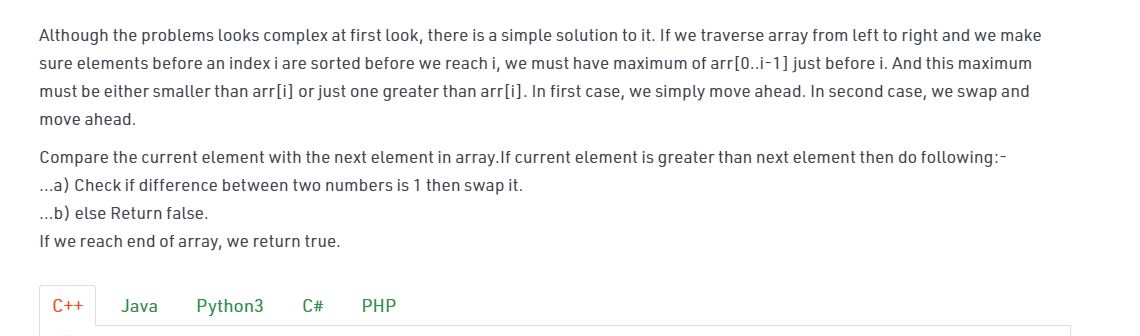 Although the problems looks complex at first look, there is a simple solution to it. If we traverse array from left to right and we make
sure elements before an index i are sorted before we reach i, we must have maximum of arr[0..i-1] just before i. And this maximum
must be either smaller than arr[i] or just one greater than arr[i]. In first case, we simply move ahead. In second case, we swap and
move ahead.
Compare the current element with the next element in array.If current element is greater than next element then do following:-
...a) Check if difference between two numbers is 1 then swap it.
...b) else Return false.
If we reach end of array, we return true.
C++ Java Python3 C# PHP